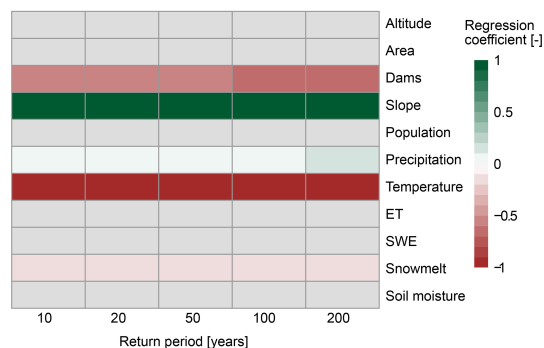 Altitude
Area
Dams
Slope
Population
Precipitation
Temperature
ET
SWE
Snowmelt
Soil moisture
10 20 50 100 200
Return period [years]
Regression
coefficient [-]
1
0.5
0
−0.5
−1